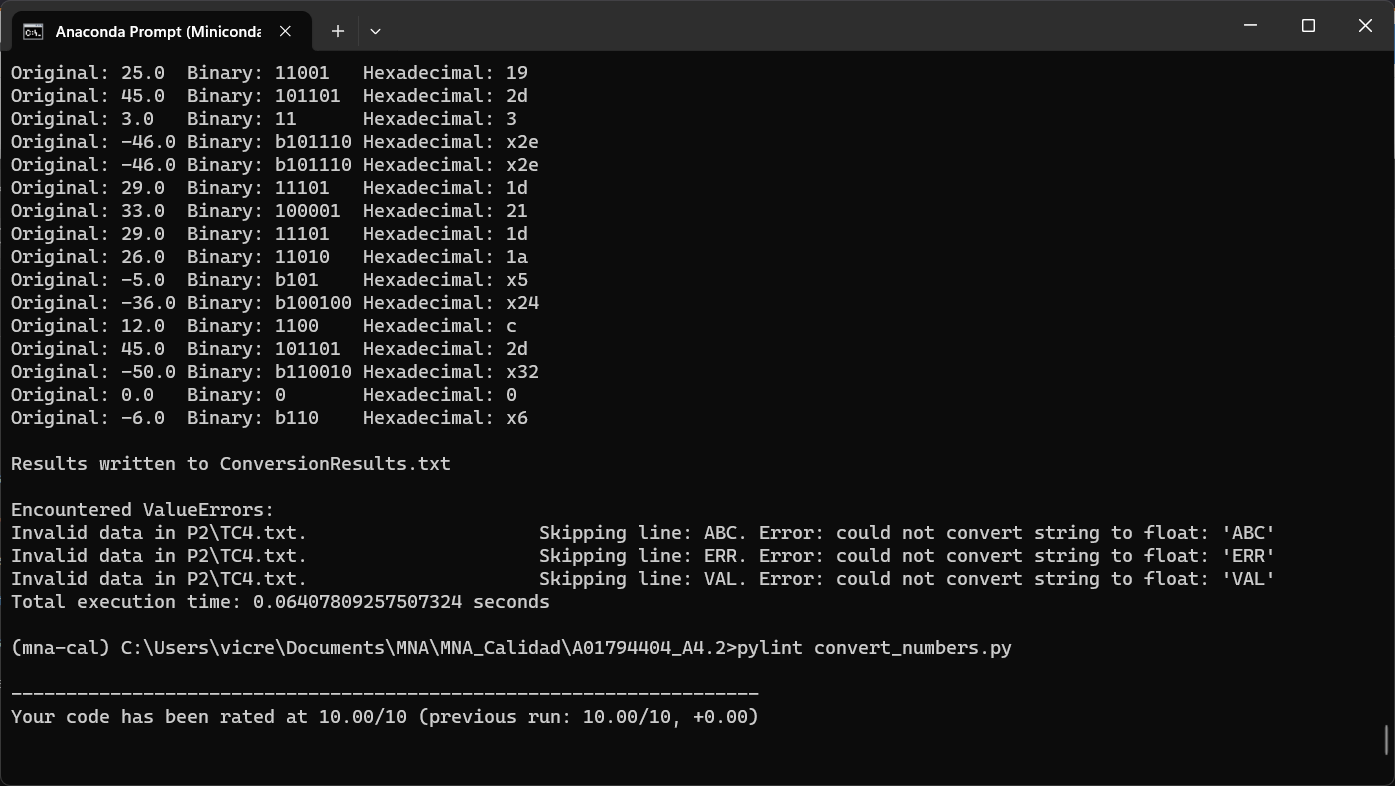 Anaconda Prompt (Miniconda
Original: 25.0  Binary: 11001   Hexadecimal: 19
Original: 45.0  Binary: 101101  Hexadecimal: 2d
Original: 3.0   Binary: 11      Hexadecimal: 3
Original: -46.0 Binary: b101110 Hexadecimal: x2e
Original: -46.0 Binary: b101110 Hexadecimal: x2e
Original: 29.0  Binary: 11101   Hexadecimal: 1d
Original: 33.0  Binary: 100001  Hexadecimal: 21
Original: 29.0  Binary: 11101   Hexadecimal: 1d
Original: 26.0  Binary: 11010   Hexadecimal: 1a
Original: -5.0  Binary: b101    Hexadecimal: x5
Original: -36.0 Binary: b100100 Hexadecimal: x24
Original: 12.0  Binary: 1100    Hexadecimal: c
Original: 45.0  Binary: 101101  Hexadecimal: 2d
Original: -50.0 Binary: b110010 Hexadecimal: x32
Original: 0.0   Binary: 0       Hexadecimal: 0
Original: -6.0  Binary: b110    Hexadecimal: x6
Results written to ConversionResults.txt
Encountered ValueErrors:
Invalid data in P2\TC4.txt.                     Skipping line: ABC. Error: could not convert string to float: 'ABC'
Invalid data in P2\TC4.txt.                     Skipping line: ERR. Error: could not convert string to float: 'ERR'
Invalid data in P2\TC4.txt.                     Skipping line: VAL. Error: could not convert string to float: 'VAL'
Total execution time: 0.06407809257507324 seconds
(mna-cal) C:\Users\vicre\Documents\MNA\MNA_Calidad\A01794404_A4.2>pylint convert_numbers.py
--------------------------------------------------------------------
Your code has been rated at 10.00/10 (previous run: 10.00/10, +0.00)